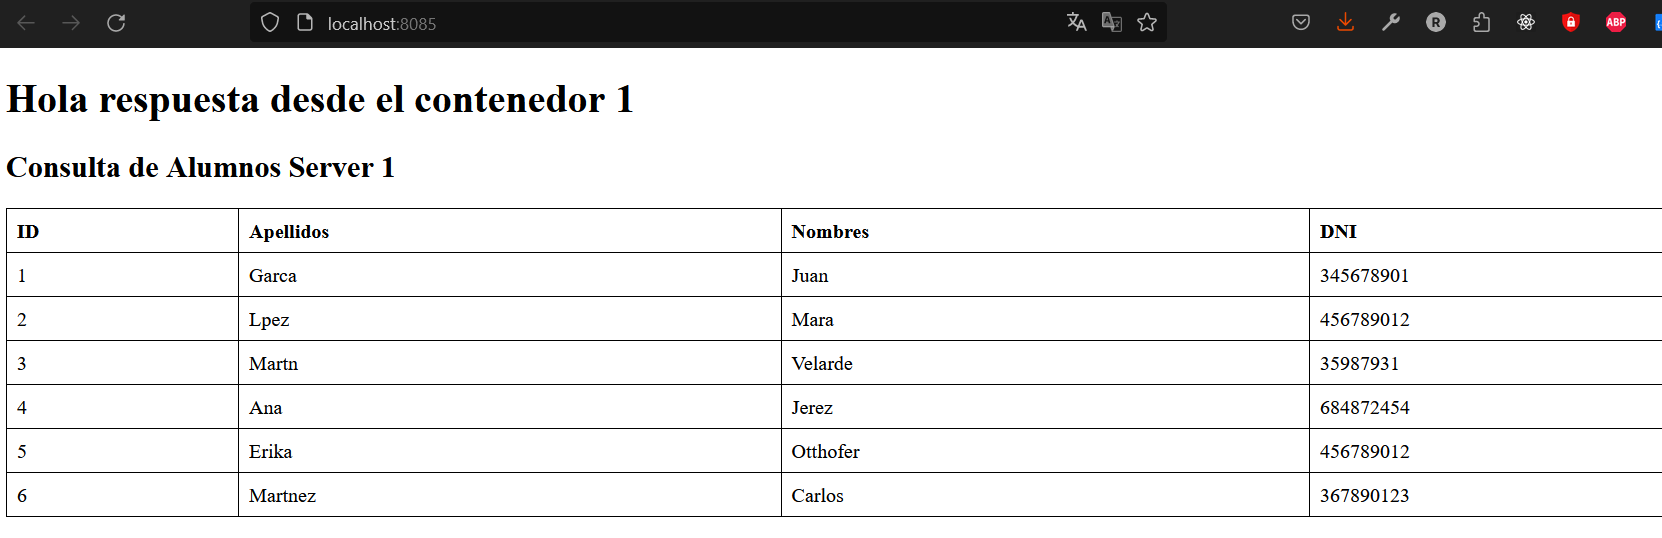 localhost:8085
R
ABP
Hola respuesta desde el contenedor 1
Consulta de Alumnos Server 1
ID Apellidos Nombres DNI
1 Garca Juan 345678901
2 Lpez Mara 456789012
3 Martn Velarde 35987931
4 Ana Jerez 684872454
5 Erika Otthofer 456789012
6 Martnez Carlos 367890123